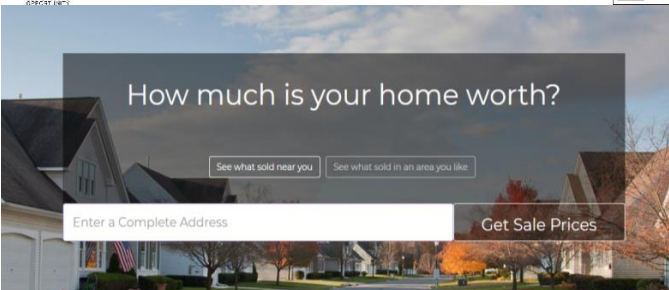 OPPORTUNITY
How much is your home worth?
See what sold near you
See what sold in an area you like
Enter a Complete Address
Get Sale Prices